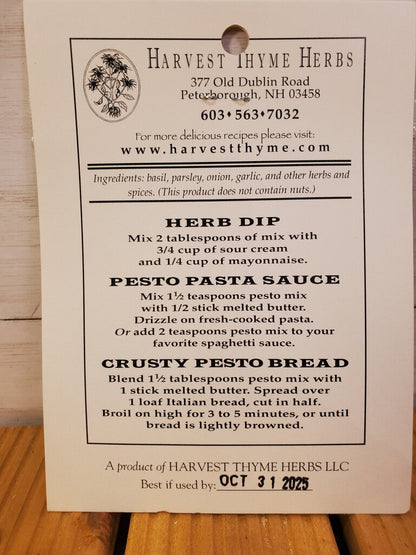 HARVEST THYME HERBS
377 Old Dublin Road
Peterborough, NH 03458
603♦563♦7032
For more delicious recipes please visit:
www.harvestthyme.com
Ingredients: basil, parsley, onion, garlic, and other herbs and
spices. (This product does not contain nuts.)
HERB DIP
Mix 2 tablespoons of mix with
3/4 cup of sour cream
and 1/4 cup of mayonnaise.
PESTO PASTA SAUCE
Mix 1½ teaspoons pesto mix
with 1/2 stick melted butter.
Drizzle on fresh-cooked pasta.
Or add 2 teaspoons pesto mix to your
favorite spaghetti sauce.
CRUSTY PESTO BREAD
Blend 1½ tablespoons pesto mix with
1 stick melted butter. Spread over
1 loaf Italian bread, cut in half.
Broil on high for 3 to 5 minutes, or until
bread is lightly browned.
A product of HARVEST THYME HERBS LLC
Best if used by: OCT 31 2025